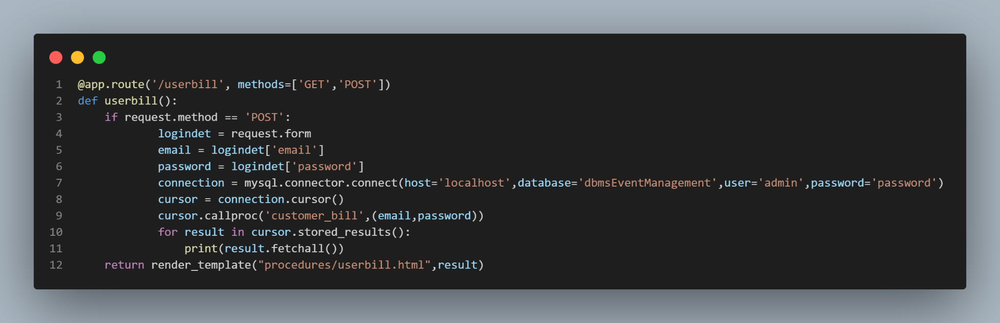 1 @app.route('/userbill', methods=['GET','POST'])
2 def userbill():
3     if request.method == 'POST':
4             logindet = request.form
5             email = logindet['email']
6             password = logindet['password']
7             connection = mysql.connector.connect(host='localhost',database='dbmsEventManagement',user='admin',password='password')
8             cursor = connection.cursor()
9             cursor.callproc('customer_bill',(email,password))
10             for result in cursor.stored_results():
11                 print(result.fetchall())
12     return render_template("procedures/userbill.html",result)